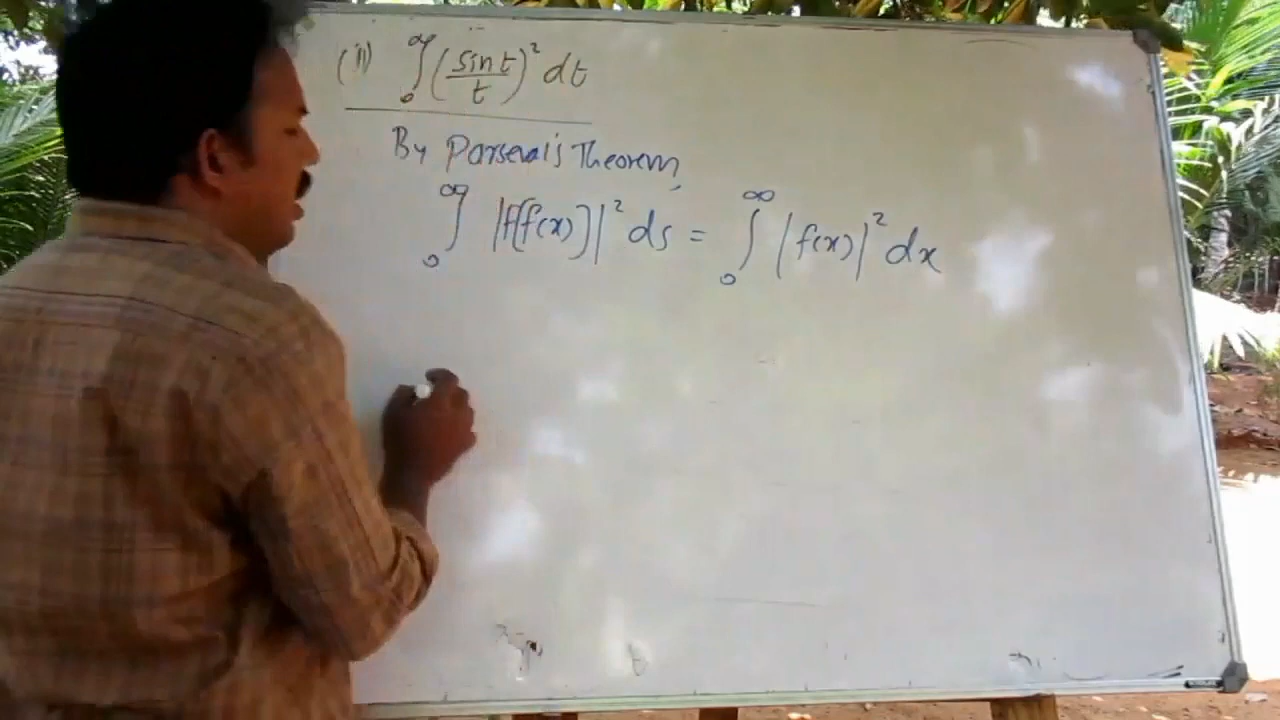 (ii) ∫₀^∞ (sin t / t)² dt
By Parseval's Theorem,
∫₀^∞ |F[f(x)]|² ds = ∫₀^∞ |f(x)|² dx